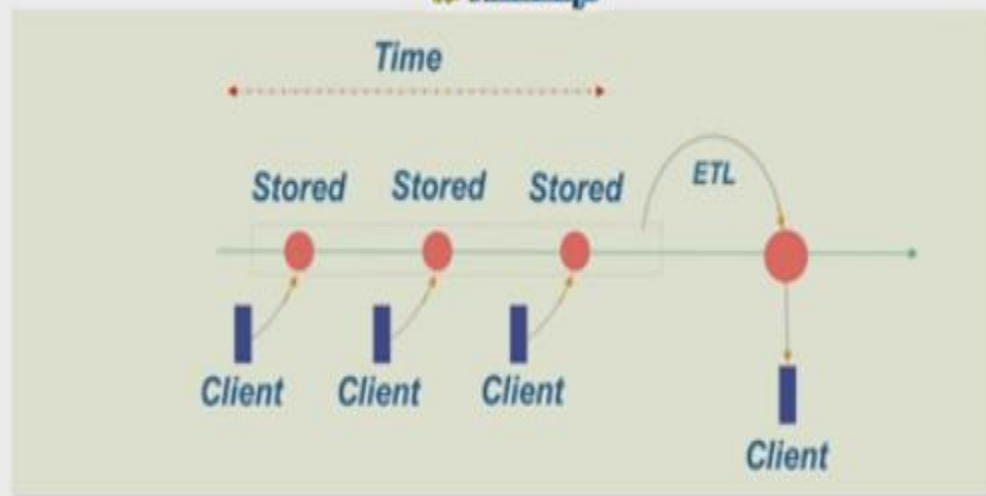 Time
ETL
Stored Stored Stored
Client Client Client
Client